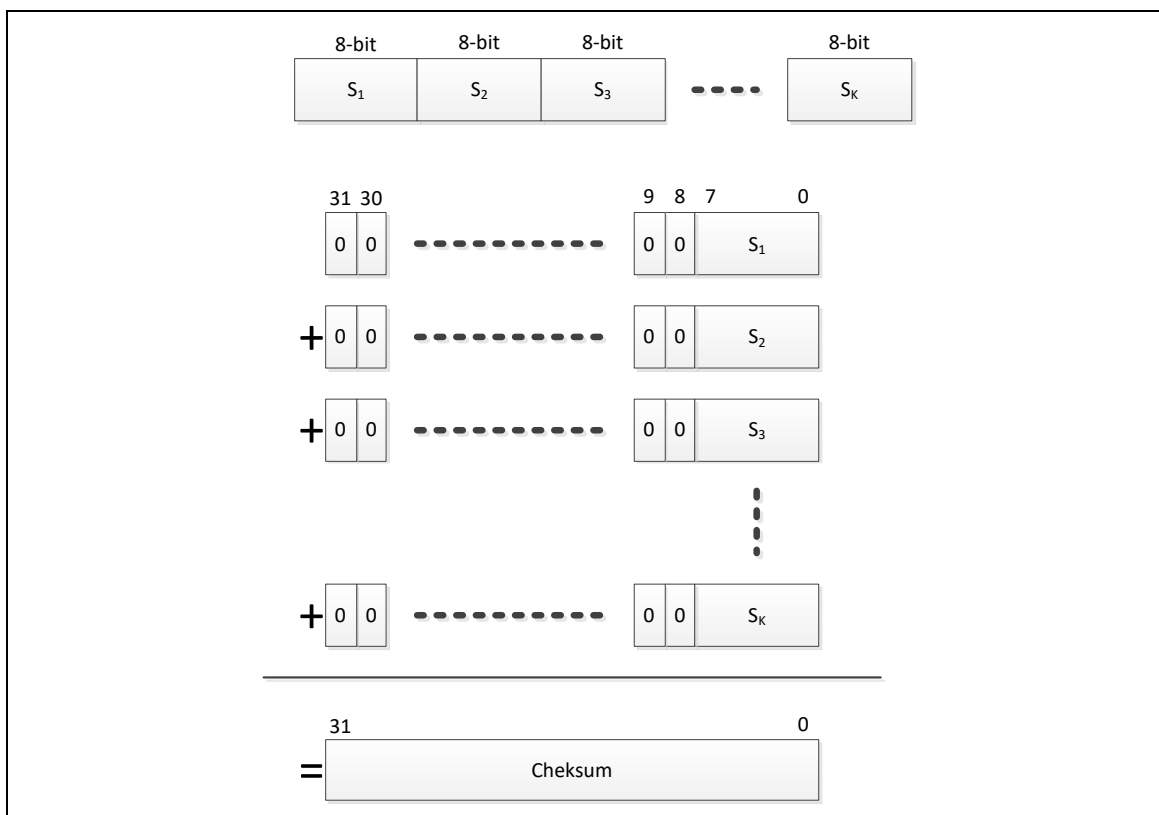 8-bit 8-bit 8-bit 8-bit
S₁ S₂ S₃ Sₖ
31 30 9 8 7 0
0 0 0 0 S₁
+ 0 0 0 0 S₂
+ 0 0 0 0 S₃
+ 0 0 0 0 Sₖ
31 0
= Cheksum